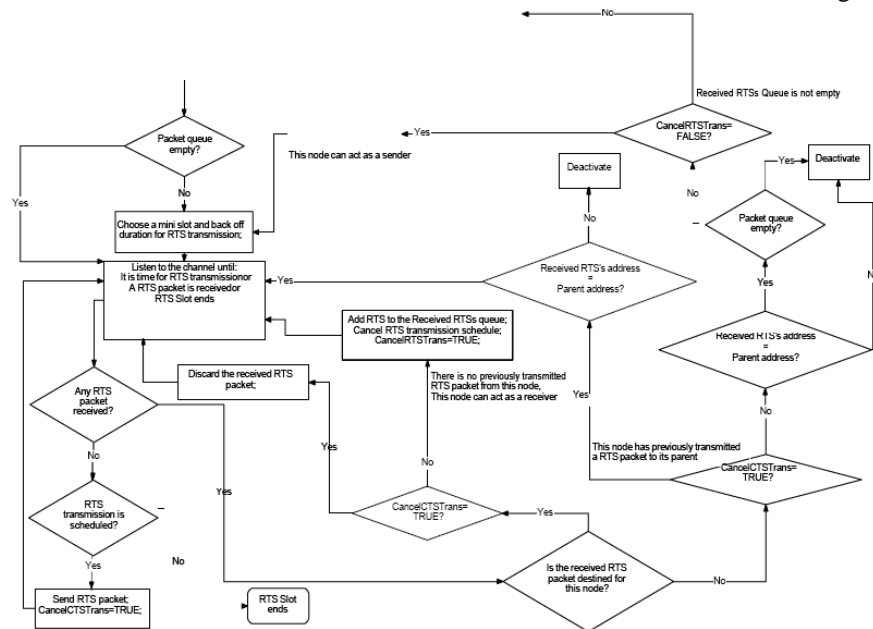 No
Received RTSs Queue is not empty
CancelRTSTrans=
FALSE?
Yes
This node can act as a sender
No
Packet queue
empty?
Yes
No
Choose a mini slot and back off
duration for RTS transmission;
Deactivate
No
Yes
Deactivate
Packet queue
empty?
Yes
Listen to the channel until:
It is time for RTS transmissionor
A RTS packet is receivedor
RTS Slot ends
Yes
Received RTS's address
=
Parent address?
Add RTS to the Received RTSs queue;
Cancel RTS transmission schedule;
CancelRTSTrans=TRUE;
Received RTS's address
=
Parent address?
There is no previously transmitted
RTS packet from this node,
This node can act as a receiver
Discard the received RTS
packet;
Any RTS
packet
received?
Yes
Yes
No
This node has previously transmitted
a RTS packet to its parent
No
No
CancelCTSTrans=
TRUE?
RTS
transmission is
scheduled?
Yes
CancelCTSTrans=
TRUE?
Yes
No
Yes
Is the received RTS
packet destined for
this node?
No
Send RTS packet;
CancelCTSTrans=TRUE;
RTS Slot
ends